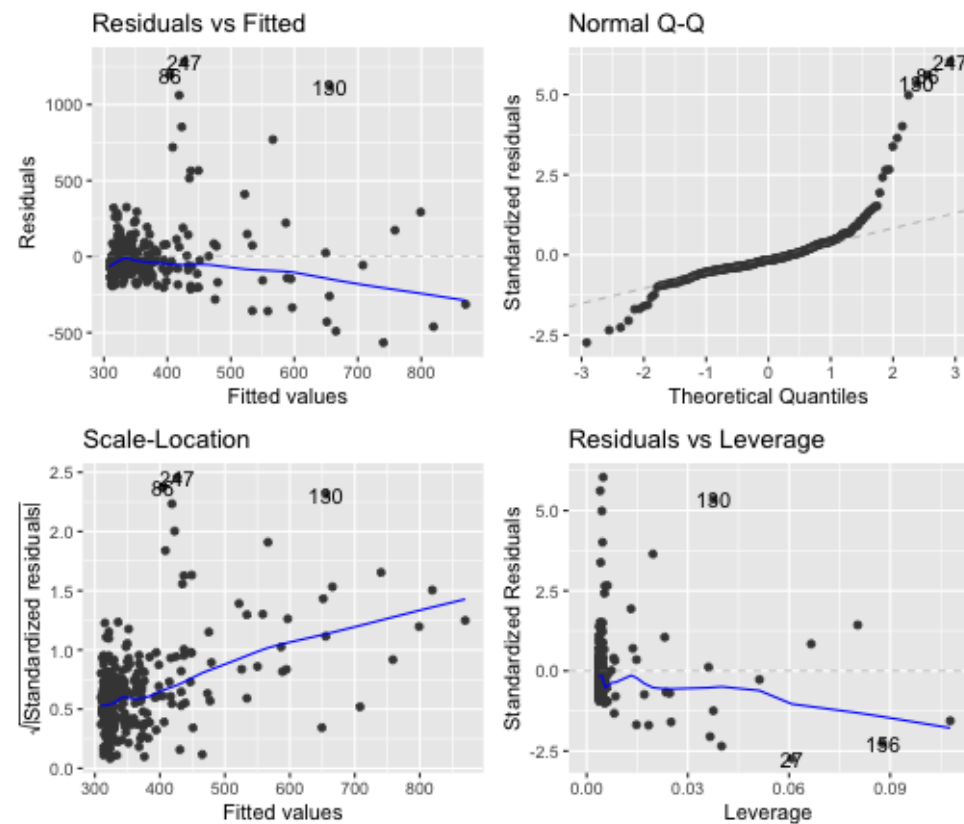 Residuals vs Fitted
247
86
130
1000
500
0
-500
300 400 500 600 700 800
Fitted values
Residuals
Normal Q-Q
247
86
130
5.0
2.5
0.0
-2.5
-3 -2 -1 0 1 2 3
Theoretical Quantiles
Standardized residuals
Scale-Location
247
86
130
2.5
2.0
1.5
1.0
0.5
0.0
300 400 500 600 700 800
Fitted values
√|Standardized residuals|
Residuals vs Leverage
130
156
27
5.0
2.5
0.0
-2.5
0.00 0.03 0.06 0.09
Leverage
Standardized Residuals